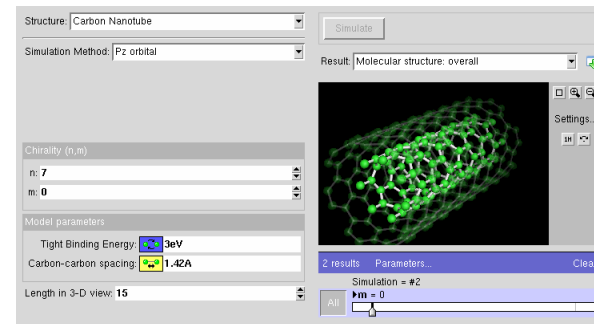 Structure: Carbon Nanotube
Simulation Method: Pz orbital
Chirality (n,m)
n: 7
m: 0
Model parameters
Tight Binding Energy: 3eV
Carbon-carbon spacing: 1.42A
Length in 3-D view: 15
Simulate
Result: Molecular structure: overall
Settings...
1H
2 results Parameters... Clea
Simulation = #2
All
m = 0